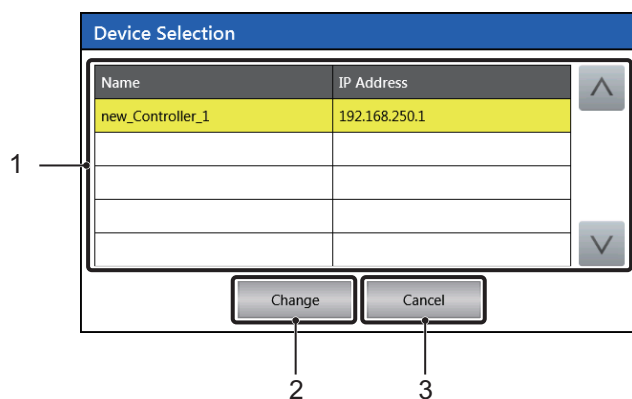 Device Selection
Name IP Address
new_Controller_1 192.168.250.1
1
Change Cancel
2 3